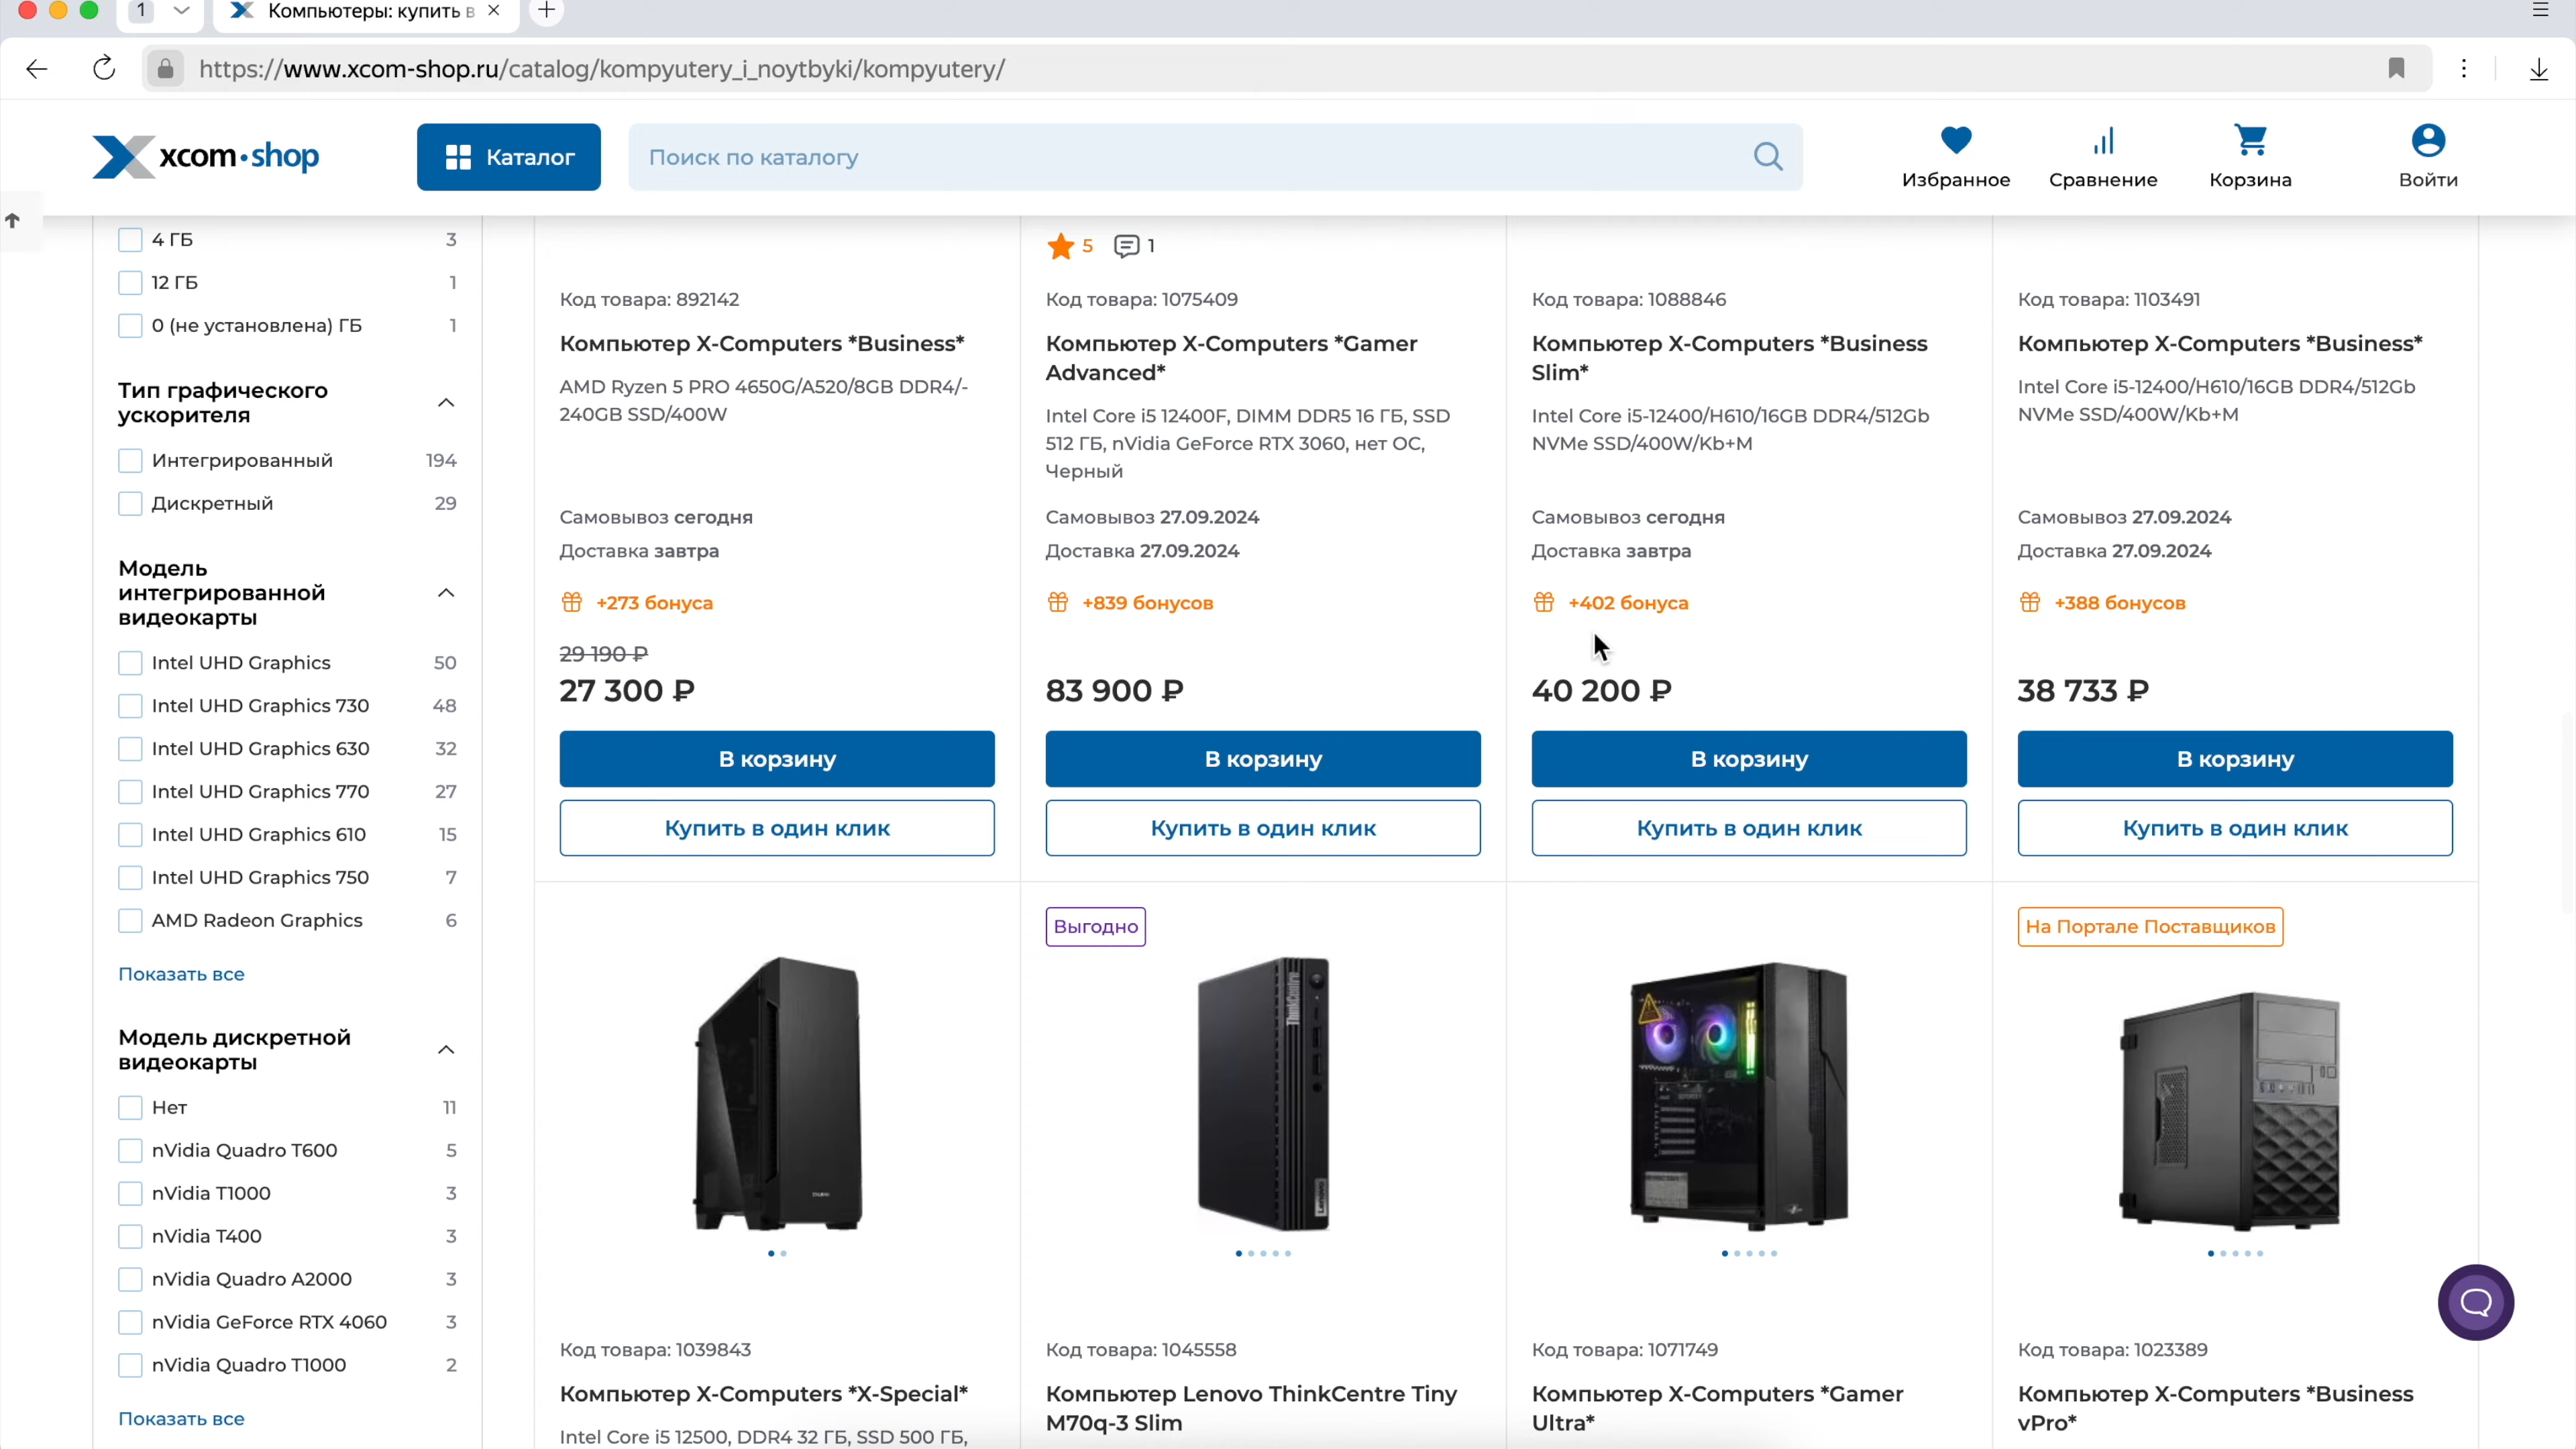 1
Компьютеры: купить в
https://www.xcom-shop.ru/catalog/kompyutery_i_noytbyki/kompyutery/
xcom·shop
Каталог
Поиск по каталогу
Избранное
Сравнение
Корзина
Войти
4 ГБ 3
12 ГБ 1
0 (не установлена) ГБ 1
Тип графического
ускорителя
Интегрированный 194
Дискретный 29
Модель
интегрированной
видеокарты
Intel UHD Graphics 50
Intel UHD Graphics 730 48
Intel UHD Graphics 630 32
Intel UHD Graphics 770 27
Intel UHD Graphics 610 15
Intel UHD Graphics 750 7
AMD Radeon Graphics 6
Показать все
Модель дискретной
видеокарты
Нет 11
nVidia Quadro T600 5
nVidia T1000 3
nVidia T400 3
nVidia Quadro A2000 3
nVidia GeForce RTX 4060 3
nVidia Quadro T1000 2
Показать все
Код товара: 892142
Компьютер X-Computers *Business*
AMD Ryzen 5 PRO 4650G/A520/8GB DDR4/-
240GB SSD/400W
Самовывоз сегодня
Доставка завтра
+273 бонуса
29 190 ₽
27 300 ₽
В корзину
Купить в один клик
5 1
Код товара: 1075409
Компьютер X-Computers *Gamer
Advanced*
Intel Core i5 12400F, DIMM DDR5 16 ГБ, SSD
512 ГБ, nVidia GeForce RTX 3060, нет ОС,
Черный
Самовывоз 27.09.2024
Доставка 27.09.2024
+839 бонусов
83 900 ₽
В корзину
Купить в один клик
Код товара: 1088846
Компьютер X-Computers *Business
Slim*
Intel Core i5-12400/H610/16GB DDR4/512Gb
NVMe SSD/400W/Kb+M
Самовывоз сегодня
Доставка завтра
+402 бонуса
40 200 ₽
В корзину
Купить в один клик
Код товара: 1103491
Компьютер X-Computers *Business*
Intel Core i5-12400/H610/16GB DDR4/512Gb
NVMe SSD/400W/Kb+M
Самовывоз 27.09.2024
Доставка 27.09.2024
+388 бонусов
38 733 ₽
В корзину
Купить в один клик
Код товара: 1039843
Компьютер X-Computers *X-Special*
Intel Core i5 12500, DDR4 32 ГБ, SSD 500 ГБ,
Выгодно
ThinkCentre
Lenovo
Код товара: 1045558
Компьютер Lenovo ThinkCentre Tiny
M70q-3 Slim
Код товара: 1071749
Компьютер X-Computers *Gamer
Ultra*
На Портале Поставщиков
Код товара: 1023389
Компьютер X-Computers *Business
vPro*